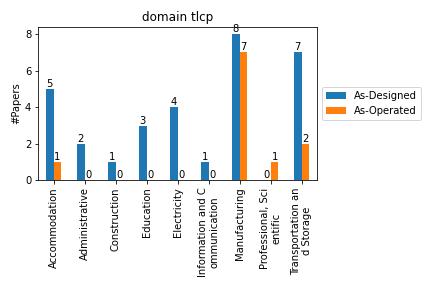 domain tlcp
#Papers
8
6
4
2
0
5
1
2
0
1
0
3
0
4
0
1
0
8
7
0
1
7
2
As-Designed
As-Operated
Accommodation
Administrative
Construction
Education
Electricity
Information and C
ommunication
Manufacturing
Professional, Sci
entific
Transportation an
d Storage